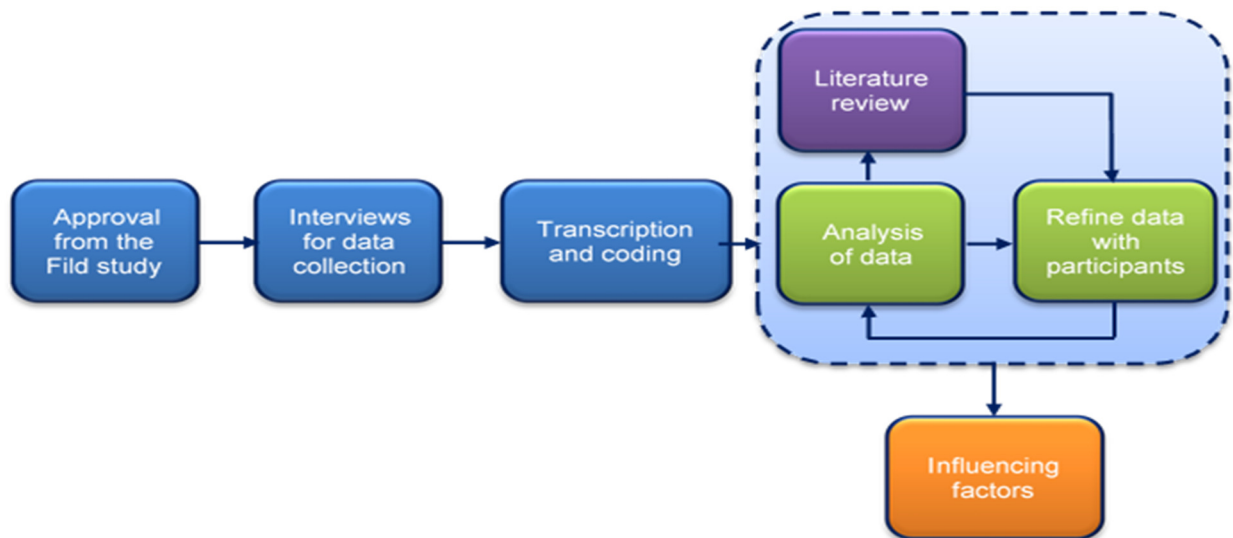 Literature
review
Approval
from the
Fild study
Interviews
for data
collection
Transcription
and coding
Analysis
of data
Refine data
with
participants
Influencing
factors